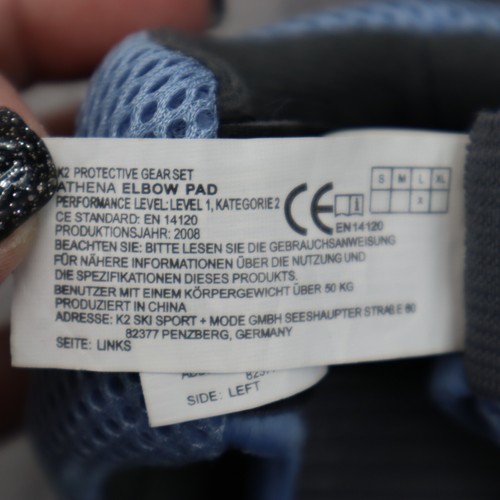 K2 PROTECTIVE GEAR SET
ATHENA ELBOW PAD
PERFORMANCE LEVEL: LEVEL 1, KATEGORIE 2
CE STANDARD: EN 14120
PRODUKTIONSJAHR: 2008
BEACHTEN SIE: BITTE LESEN SIE DIE GEBRAUCHSANWEISUNG
FÜR NÄHERE INFORMATIONEN ÜBER DIE NUTZUNG UND
DIE SPEZIFIKATIONEN DIESES PRODUKTS.
BENUTZER MIT EINEM KÖRPERGEWICHT ÜBER 50 KG
PRODUZIERT IN CHINA
ADRESSE: K2 SKI SPORT + MODE GMBH SEESHAUPTER STRAßE 60
82377 PENZBERG, GERMANY
SEITE: LINKS
CE i
EN 14120
S M L XL
x
SIDE: LEFT